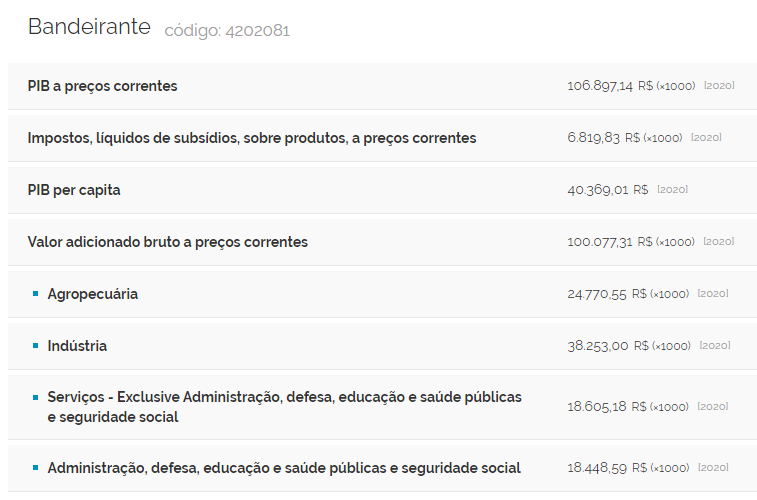 Bandeirante código: 4202081
PIB a preços correntes 106.897,14 R$ (×1000) [2020]
Impostos, líquidos de subsídios, sobre produtos, a preços correntes 6.819,83 R$ (×1000) [2020]
PIB per capita 40.369,01 R$ [2020]
Valor adicionado bruto a preços correntes 100.077,31 R$ (×1000) [2020]
Agropecuária 24.770,55 R$ (×1000) [2020]
Indústria 38.253,00 R$ (×1000) [2020]
Serviços - Exclusive Administração, defesa, educação e saúde públicas
e seguridade social 18.605,18 R$ (×1000) [2020]
Administração, defesa, educação e saúde públicas e seguridade social 18.448,59 R$ (×1000) [2020]